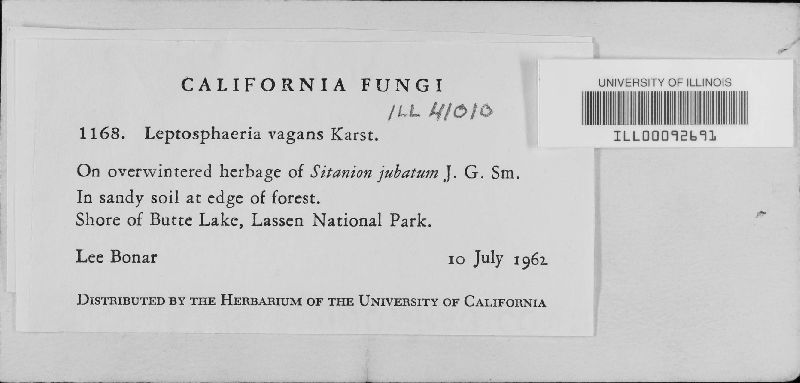 CALIFORNIA FUNGI
ILL 41010
1168. Leptosphaeria vagans Karst.
On overwintered herbage of Sitanion jubatum J. G. Sm.
In sandy soil at edge of forest.
Shore of Butte Lake, Lassen National Park.
Lee Bonar 10 July 1962
DISTRIBUTED BY THE HERBARIUM OF THE UNIVERSITY OF CALIFORNIA
UNIVERSITY OF ILLINOIS
ILL00092691